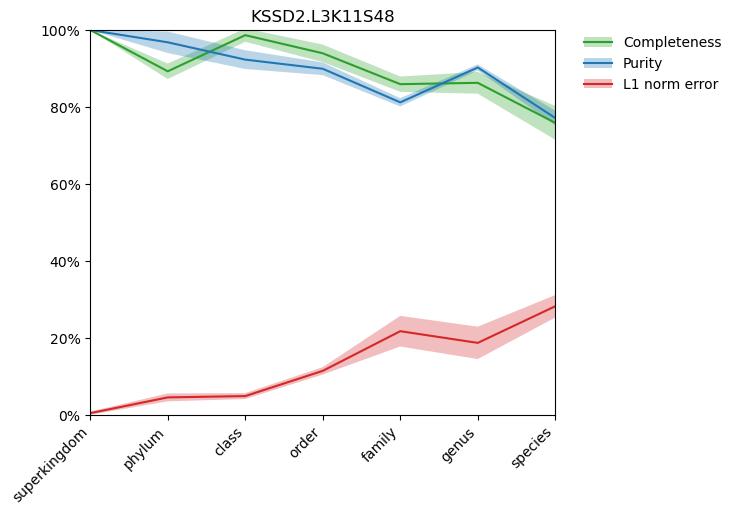 KSSD2.L3K11S48
100%
80%
60%
40%
20%
0%
superkingdom
phylum
class
order
family
genus
species
Completeness
Purity
L1 norm error